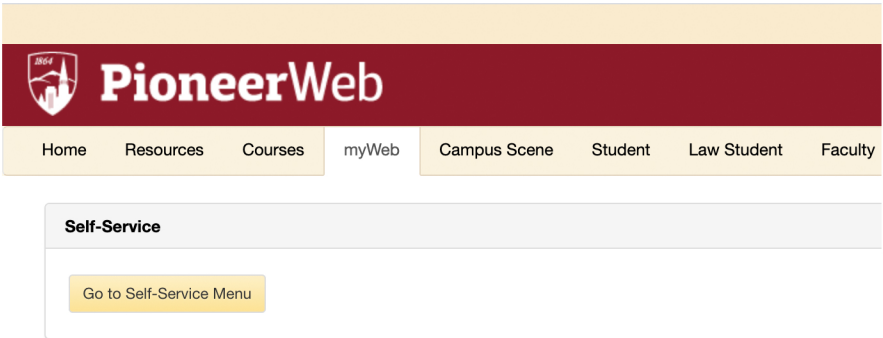 1864
PioneerWeb
Home Resources Courses myWeb Campus Scene Student Law Student Faculty
Self-Service
Go to Self-Service Menu